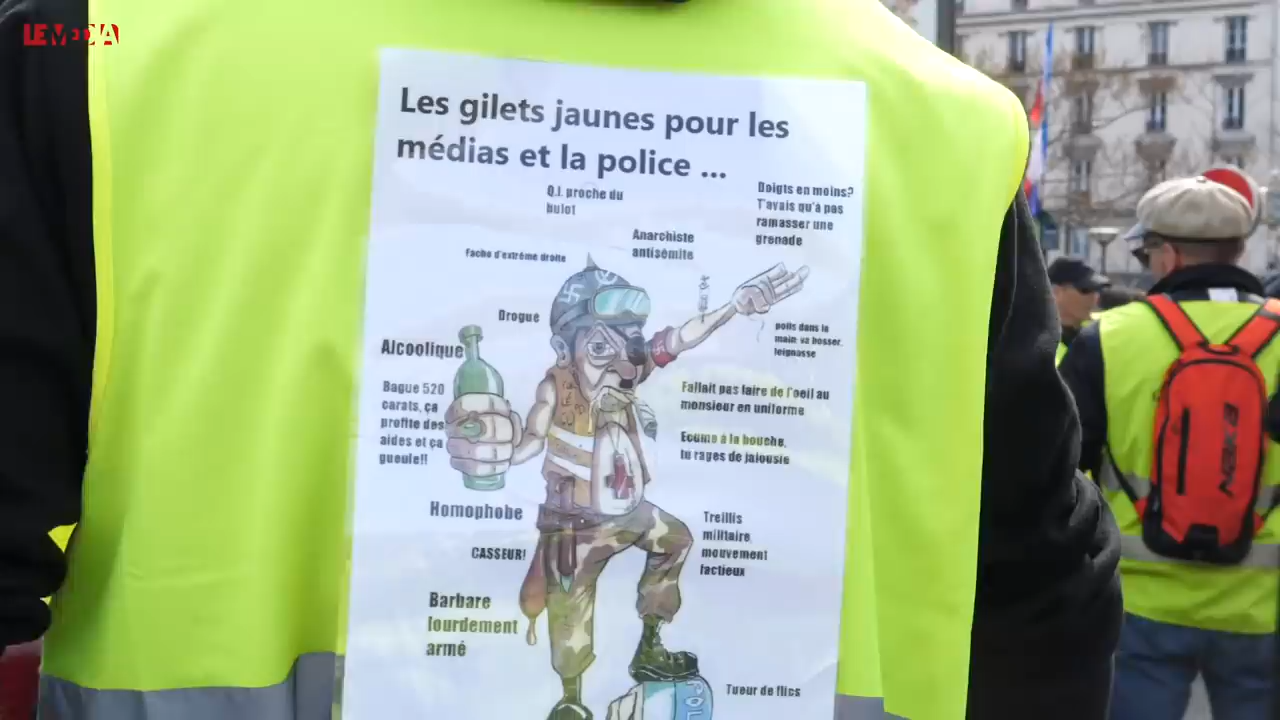 LEMEDIA
Les gilets jaunes pour les
médias et la police ...
Q.I. proche du
bulot
Doigts en moins?
T'avais qu'à pas
ramasser une
grenade
Anarchiste
antisémite
Facho d'extrême droite
Drogue
poils dans la
main: va bosser,
feignasse
Alcoolique
Bague 520
carats, ça
profite des
aides et ça
gueule!!
Fallait pas faire de l'oeil au
monsieur en uniforme
Ecume à la bouche,
tu rages de jalousie
Homophobe
CASSEUR!
Treillis
militaire,
mouvement
factieux
Barbare
lourdement
armé
Tueur de flics
POL